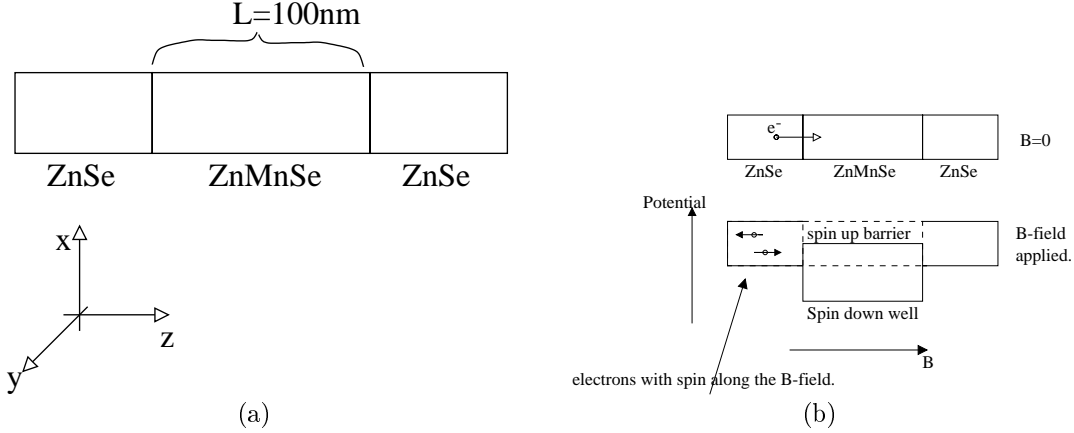 L=100nm
ZnSe ZnMnSe ZnSe
x
z
y
(a)
e-
B=0
ZnSe ZnMnSe ZnSe
Potential
spin up barrier
B-field
applied.
Spin down well
B
electrons with spin along the B-field.
(b)